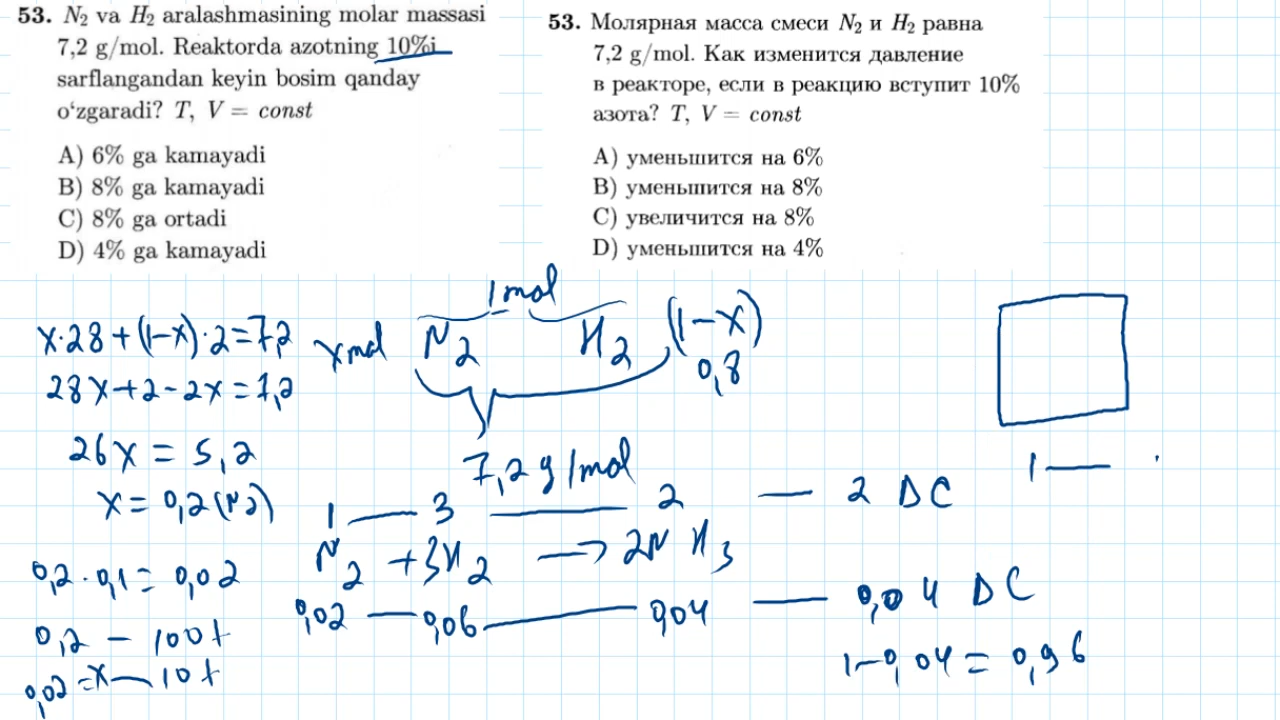 53. N₂ va H₂ aralashmasining molar massasi
7,2 g/mol. Reaktorda azotning 10%i
sarflangandan keyin bosim qanday
o‘zgaradi? T, V = const
A) 6% ga kamayadi
B) 8% ga kamayadi
C) 8% ga ortadi
D) 4% ga kamayadi
53. Молярная масса смеси N₂ и H₂ равна
7,2 g/mol. Как изменится давление
в реакторе, если в реакцию вступит 10%
азота? T, V = const
A) уменьшится на 6%
B) уменьшится на 8%
C) увеличится на 8%
D) уменьшится на 4%
x·28+(1-x)·2=7,2
28x+2-2x=7,2
26x = 5,2
x = 0,2(N2)
0,2·0,1=0,02
0,2 - 100%
0,02 =x — 10%
1mol
x mol N₂ H₂ (1-x)
0,8
7,2 g/mol
1 — 3 — 2 — 2 DC
N₂ + 3H₂ → 2NH₃
0,02 — 0,06 — 0,04 — 0,04 DC
1-0,04 = 0,96
1 —